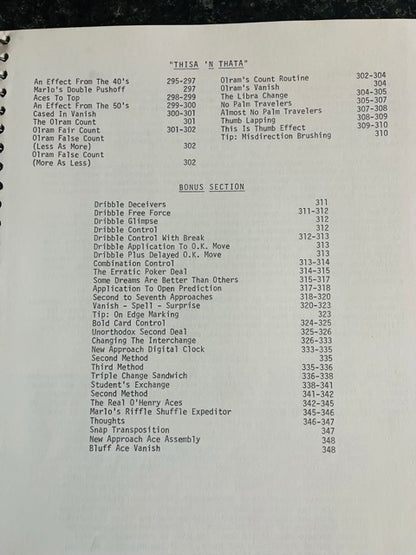 "THISA 'N THATA"
An Effect From The 40's 295-297
Marlo's Double Pushoff 297
Aces To Top 298-299
An Effect From The 50's 299-300
Cased In Vanish 300-301
The Olram Count 301
Olram Fair Count 301-302
Olram False Count
(Less As More) 302
Olram False Count
(More As Less) 302
Olram's Count Routine 302-304
Olram's Vanish 304
The Libra Change 304-305
No Palm Travelers 305-307
Almost No Palm Travelers 307-308
Thumb Lapping 308-309
This Is Thumb Effect 309-310
Tip: Misdirection Brushing 310
BONUS SECTION
Dribble Deceivers 311
Dribble Free Force 311-312
Dribble Glimpse 312
Dribble Control 312
Dribble Control With Break 312-313
Dribble Application To O.K. Move 313
Dribble Plus Delayed O.K. Move 313
Combination Control 313-314
The Erratic Poker Deal 314-315
Some Dreams Are Better Than Others 315-317
Application To Open Prediction 317-318
Second to Seventh Approaches 318-320
Vanish - Spell - Surprise 320-323
Tip: On Edge Marking 323
Bold Card Control 324-325
Unorthodox Second Deal 325-326
Changing The Interchange 326-333
New Approach Digital Clock 333-335
Second Method 335
Third Method 335-336
Triple Change Sandwich 336-338
Student's Exchange 338-341
Second Method 341-342
The Real O'Henry Aces 342-345
Marlo's Riffle Shuffle Expeditor 345-346
Thoughts 346-347
Snap Transposition 347
New Approach Ace Assembly 348
Bluff Ace Vanish 348